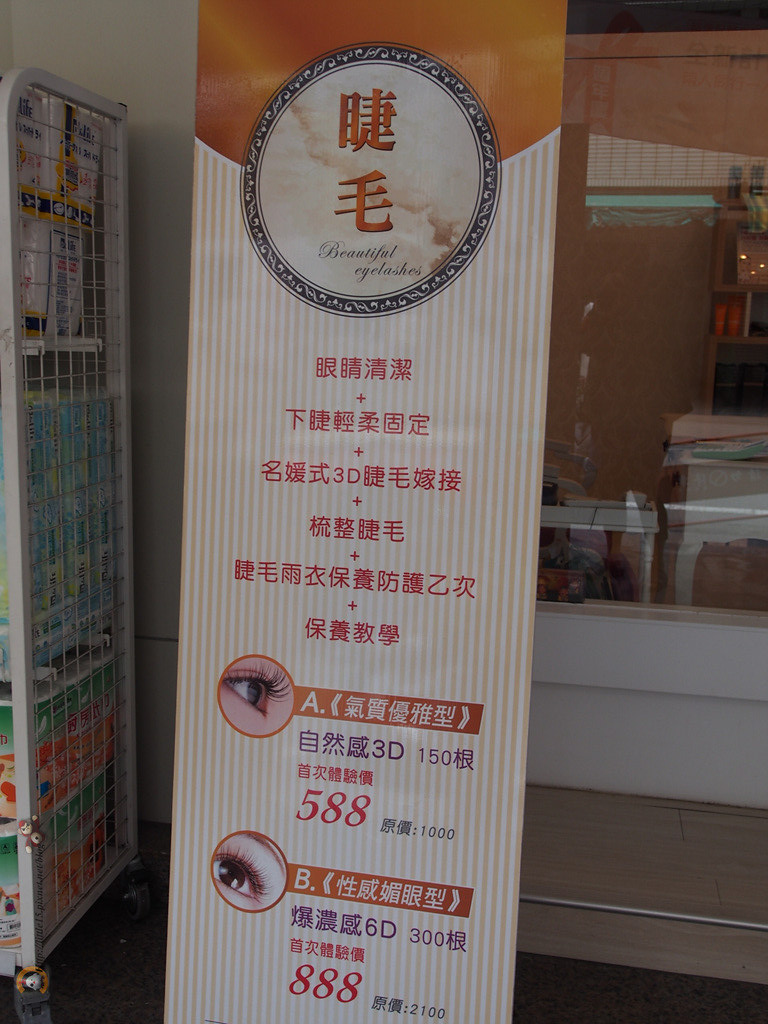 睫
毛
Beautiful
eyelashes
眼睛清潔
+
下睫輕柔固定
+
名媛式3D睫毛嫁接
+
梳整睫毛
+
睫毛雨衣保養防護乙次
+
保養教學
A.《氣質優雅型》
自然感3D 150根
首次體驗價
588 原價:1000
B.《性感媚眼型》
爆濃感6D 300根
首次體驗價
888 原價:2100